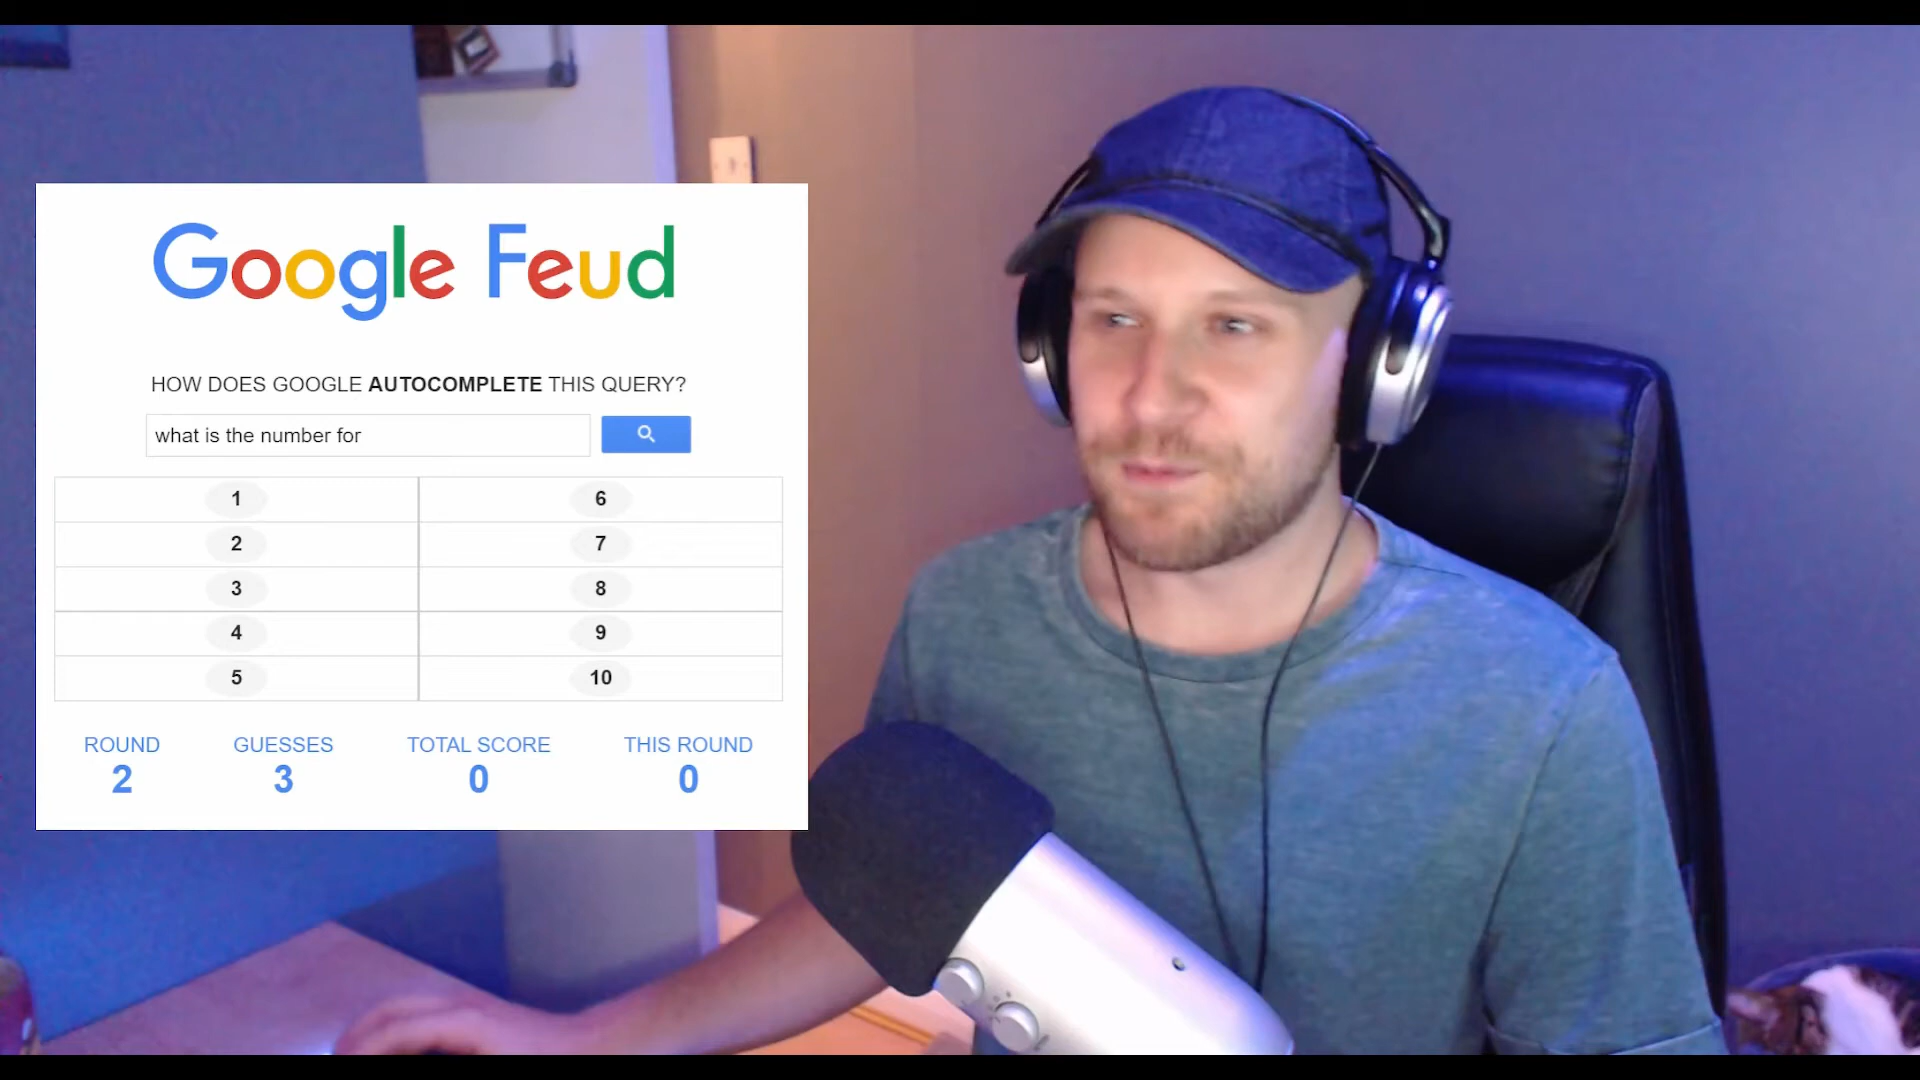 Google Feud
HOW DOES GOOGLE AUTOCOMPLETE THIS QUERY?
what is the number for
1 6
2 7
3 8
4 9
5 10
ROUND GUESSES TOTAL SCORE THIS ROUND
2 3 0 0